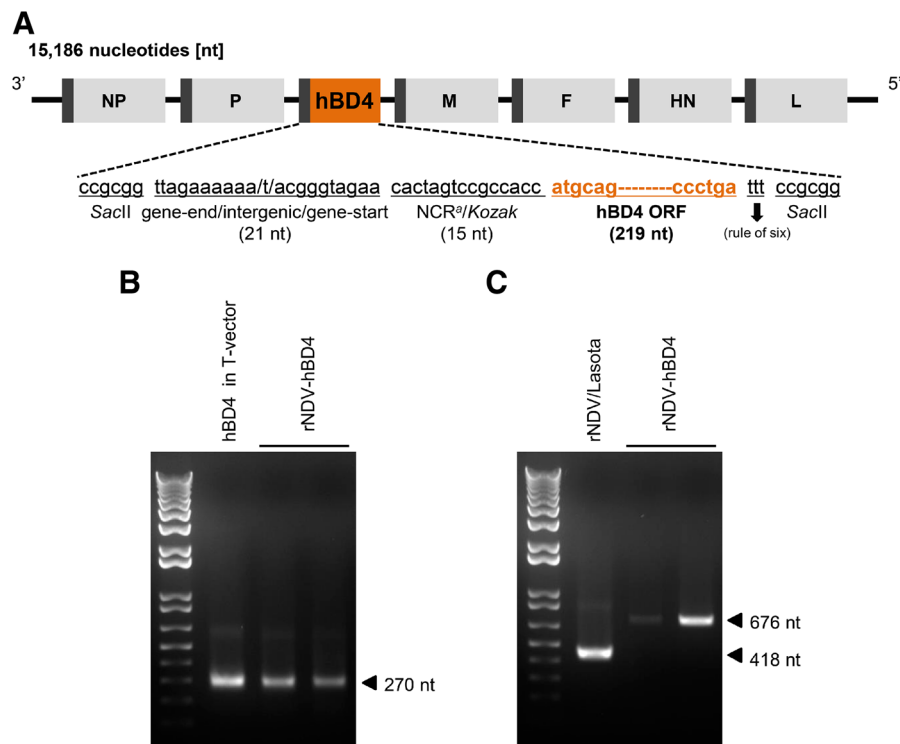 A
15,186 nucleotides [nt]
3’ NP P hBD4 M F HN L 5’
ccgcgg ttagaaaaaa/t/acgggtagaa cactagtccgccacc atgcag--------ccctga ttt ccgcgg
SacII gene-end/intergenic/gene-start NCRa/Kozak hBD4 ORF SacII
(21 nt) (15 nt) (219 nt) (rule of six)
B
hBD4 in T-vector
rNDV-hBD4
270 nt
C
rNDV/Lasota
rNDV-hBD4
676 nt
418 nt